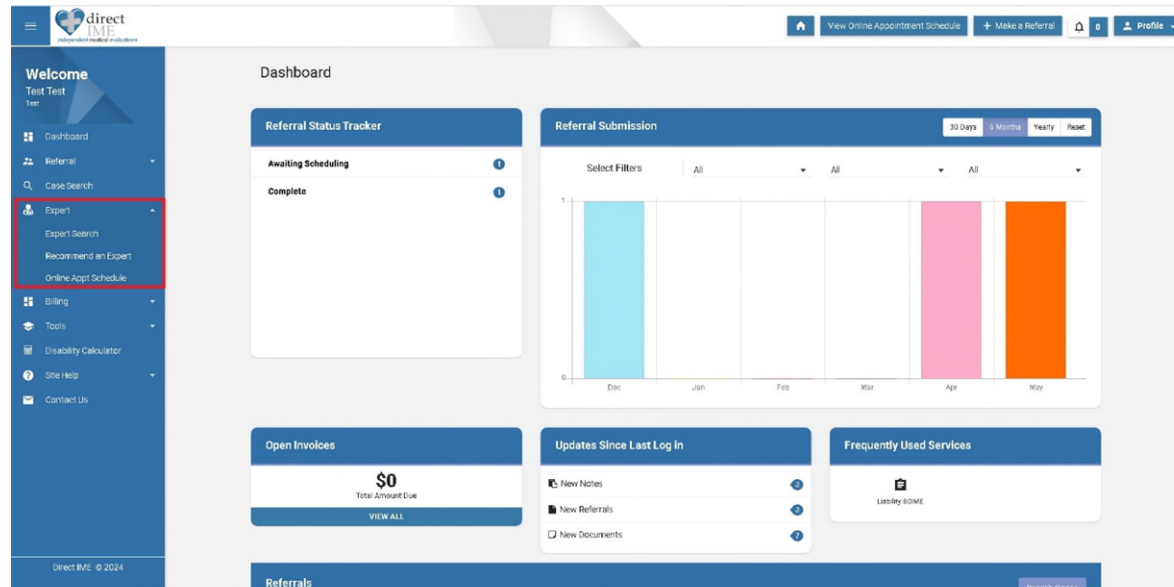 direct
IME
independent medical evaluations
View Online Appointment Schedule
+ Make a Referral
0
Profile
Welcome
Test Test
Test
Dashboard
Referral
Case Search
Expert
Expert Search
Recommend an Expert
Online Appt Schedule
Billing
Tools
Disability Calculator
Site Help
Contact Us
Direct IME © 2024
Dashboard
Referral Status Tracker
Awaiting Scheduling 1
Complete 1
Referral Submission
30 Days 6 Months Yearly Reset
Select Filters All All All
1
0
Dec Jan Feb Mar Apr May
Open Invoices
$0
Total Amount Due
VIEW ALL
Updates Since Last Log in
New Notes 3
New Referrals 3
New Documents 7
Frequently Used Services
Liability SOIME
Referrals
Search Cases